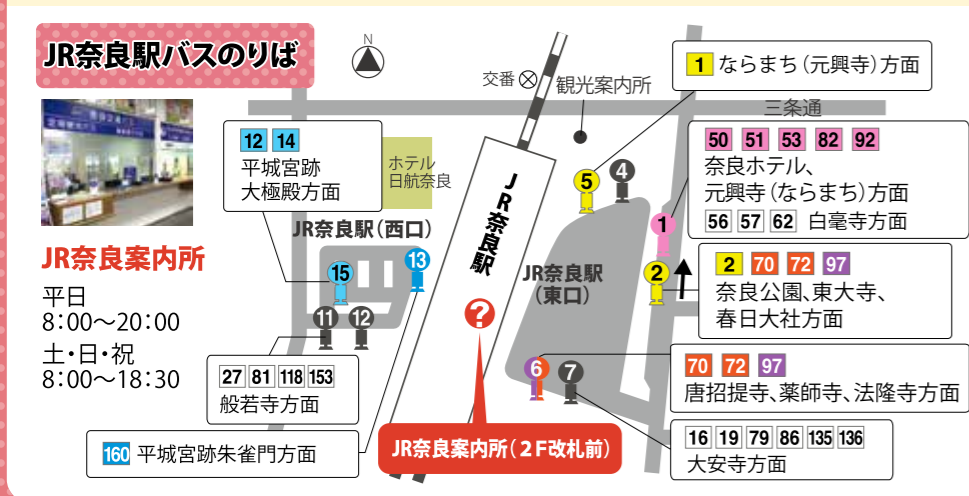 JR奈良駅バスのりば
N
交番
観光案内所
三条通
1 ならまち(元興寺)方面
12 14
平城宮跡
大極殿方面
ホテル
日航奈良
JR奈良駅
5
4
50 51 53 82 92
奈良ホテル、
元興寺(ならまち)方面
56 57 62 白毫寺方面
JR奈良駅(西口)
13
15
11
12
JR奈良駅
(東口)
1
2
2 70 72 97
奈良公園、東大寺、
春日大社方面
JR奈良案内所
平日
8:00〜20:00
土・日・祝
8:00〜18:30
?
6
7
27 81 118 153
般若寺方面
70 72 97
唐招提寺、薬師寺、法隆寺方面
160 平城宮跡朱雀門方面
JR奈良案内所(2F改札前)
16 19 79 86 135 136
大安寺方面